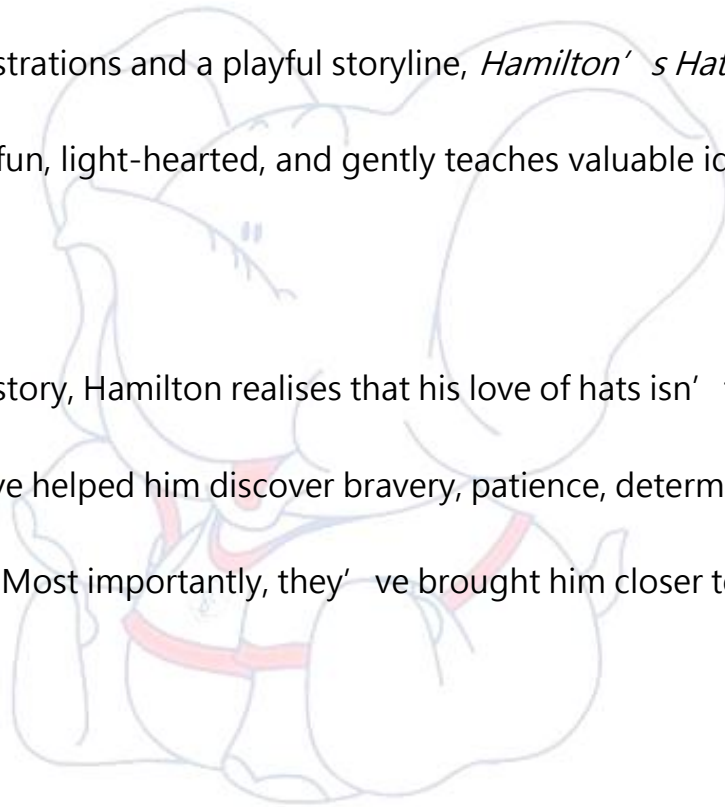 strations and a playful storyline, Hamilton’s Hat
fun, light-hearted, and gently teaches valuable i
story, Hamilton realises that his love of hats isn’
ve helped him discover bravery, patience, determ
Most importantly, they’ve brought him closer t